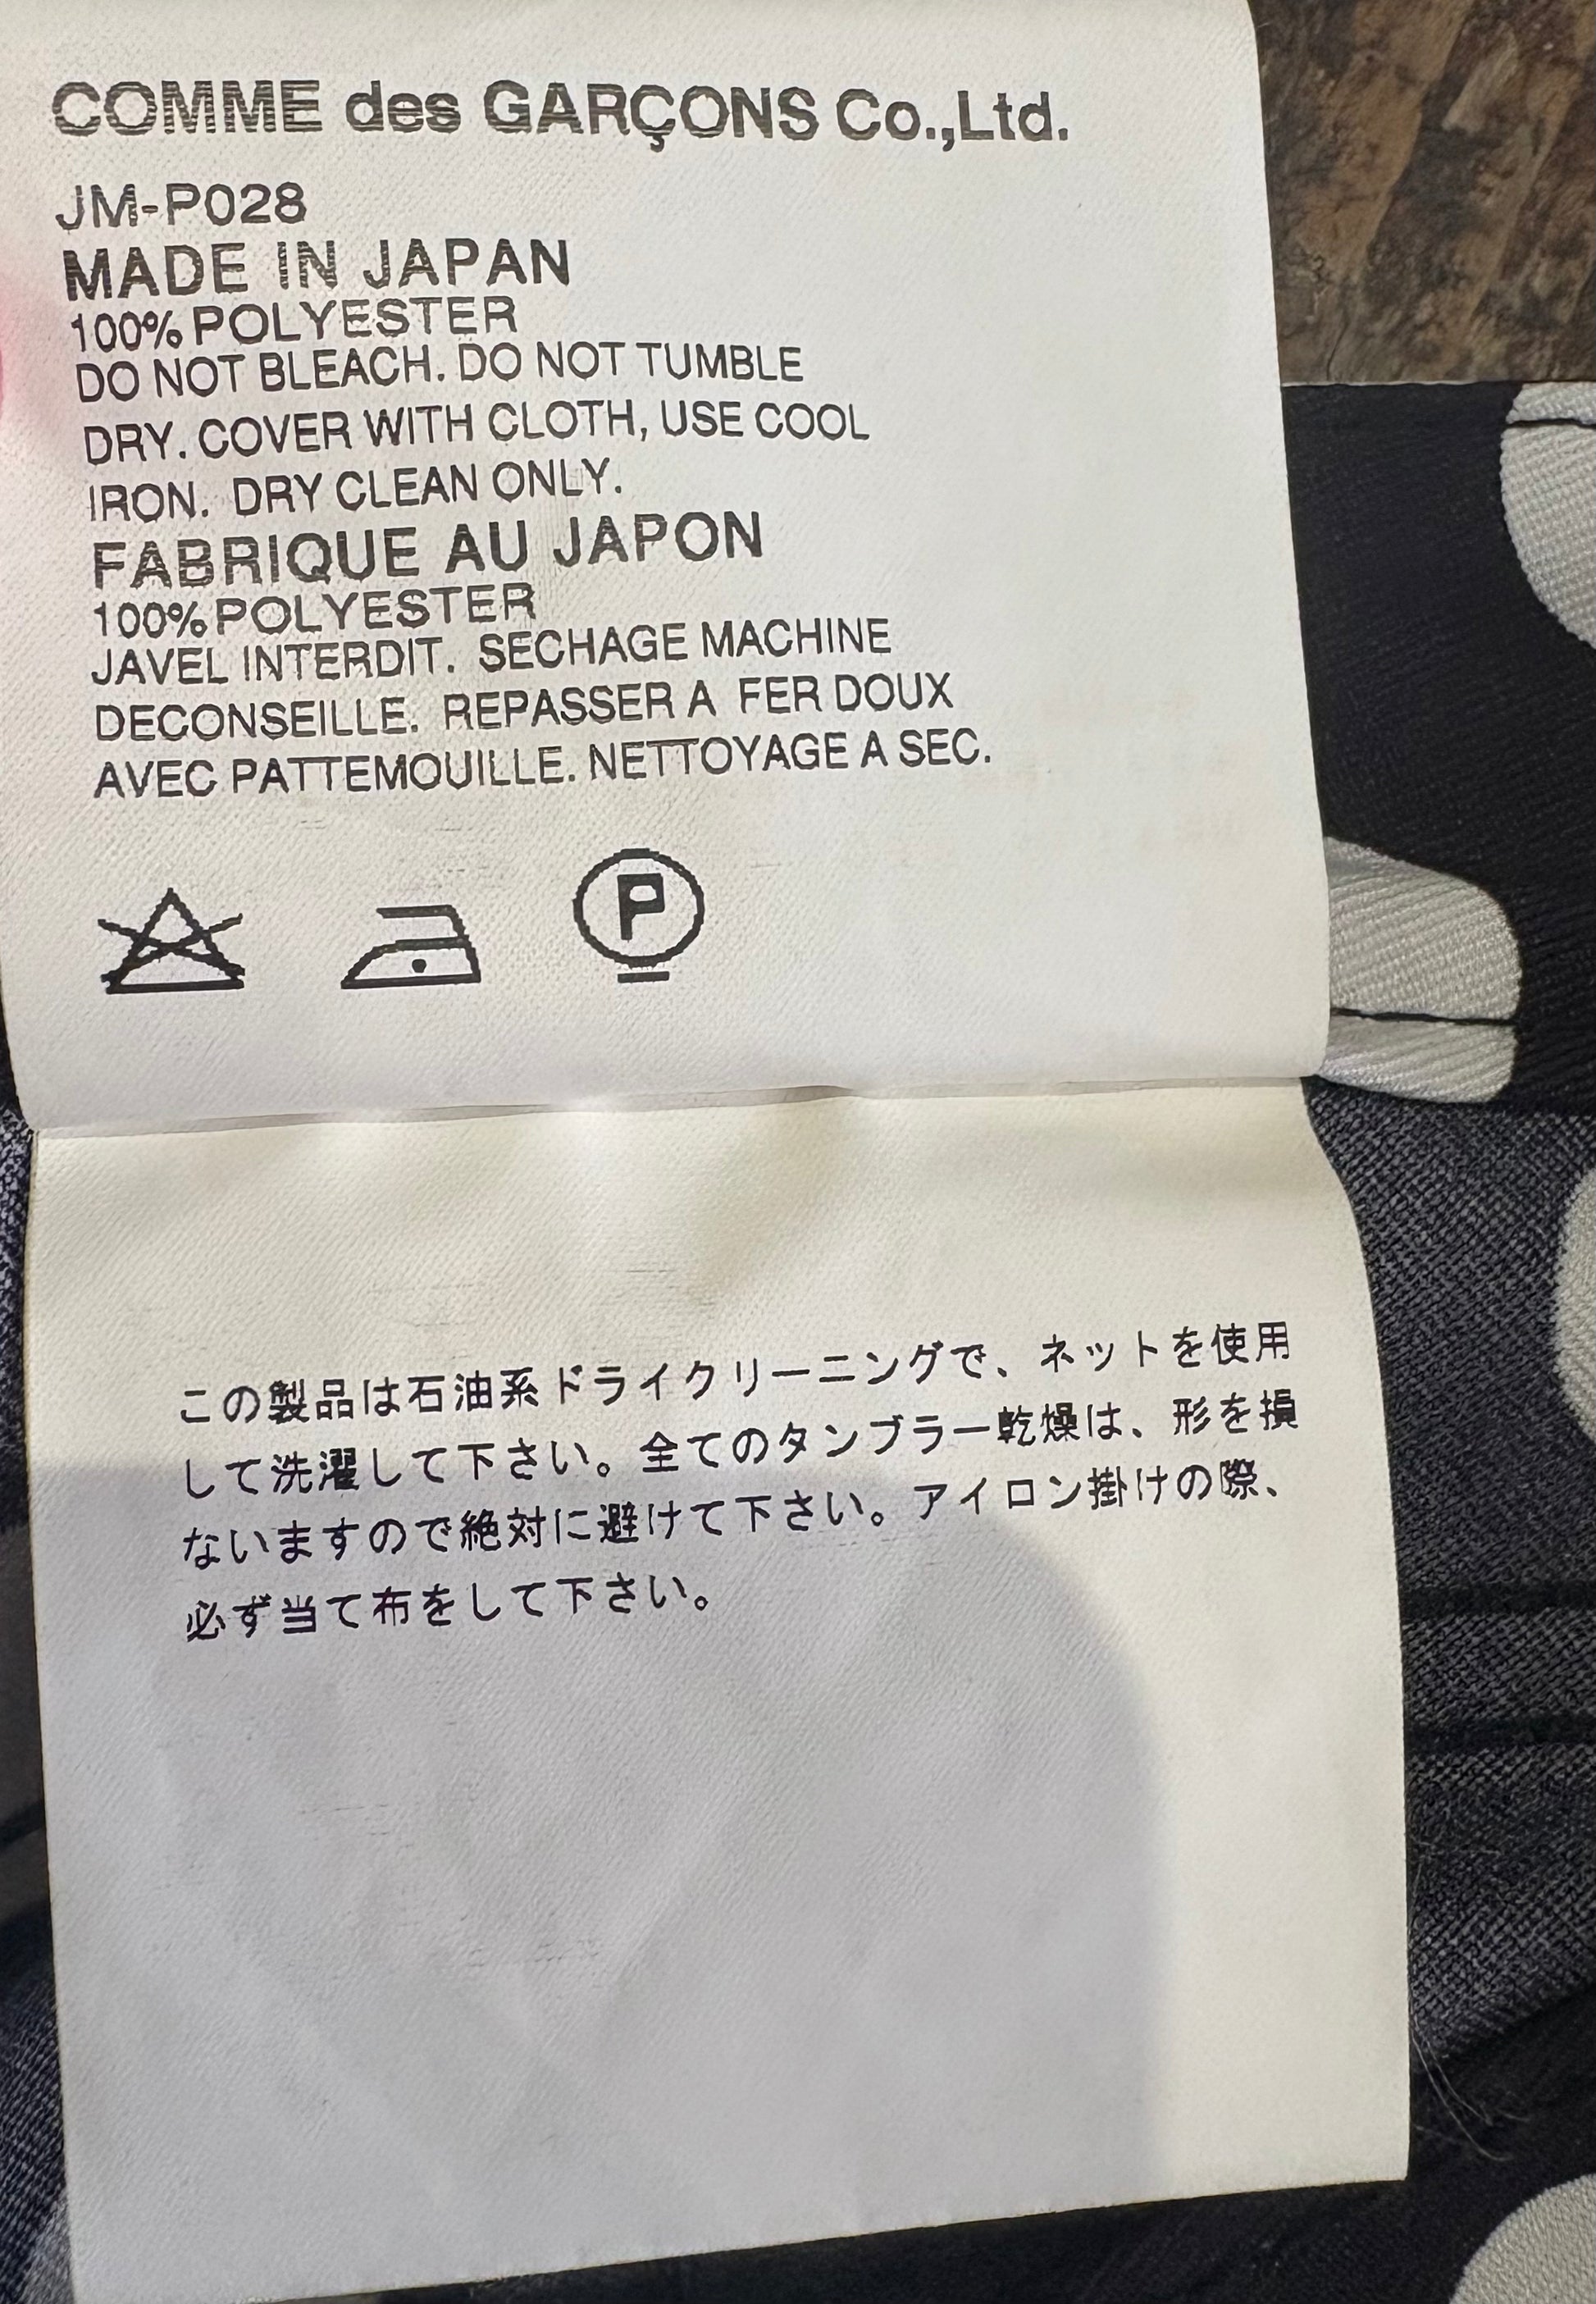 COMME des GARÇONS Co.,Ltd.
JM-P028
MADE IN JAPAN
100% POLYESTER
DO NOT BLEACH. DO NOT TUMBLE
DRY. COVER WITH CLOTH, USE COOL
IRON. DRY CLEAN ONLY.
FABRIQUE AU JAPON
100% POLYESTER
JAVEL INTERDIT. SECHAGE MACHINE
DECONSEILLE. REPASSER A FER DOUX
AVEC PATTEMOUILLE. NETTOYAGE A SEC.
P
この製品は石油系ドライクリーニングで、ネットを使用
して洗濯して下さい。全てのタンブラー乾燥は、形を損
ないますので絶対に避けて下さい。アイロン掛けの際、
必ず当て布をして下さい。